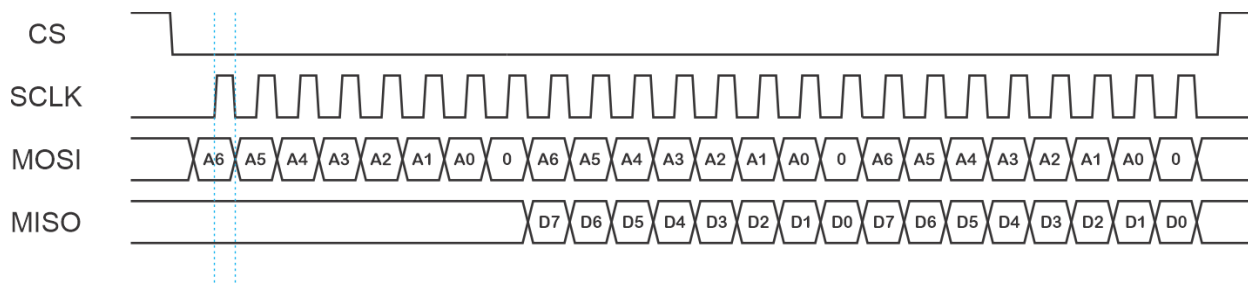 CS
SCLK
MOSI A6 A5 A4 A3 A2 A1 A0 0 A6 A5 A4 A3 A2 A1 A0 0 A6 A5 A4 A3 A2 A1 A0 0
MISO D7 D6 D5 D4 D3 D2 D1 D0 D7 D6 D5 D4 D3 D2 D1 D0